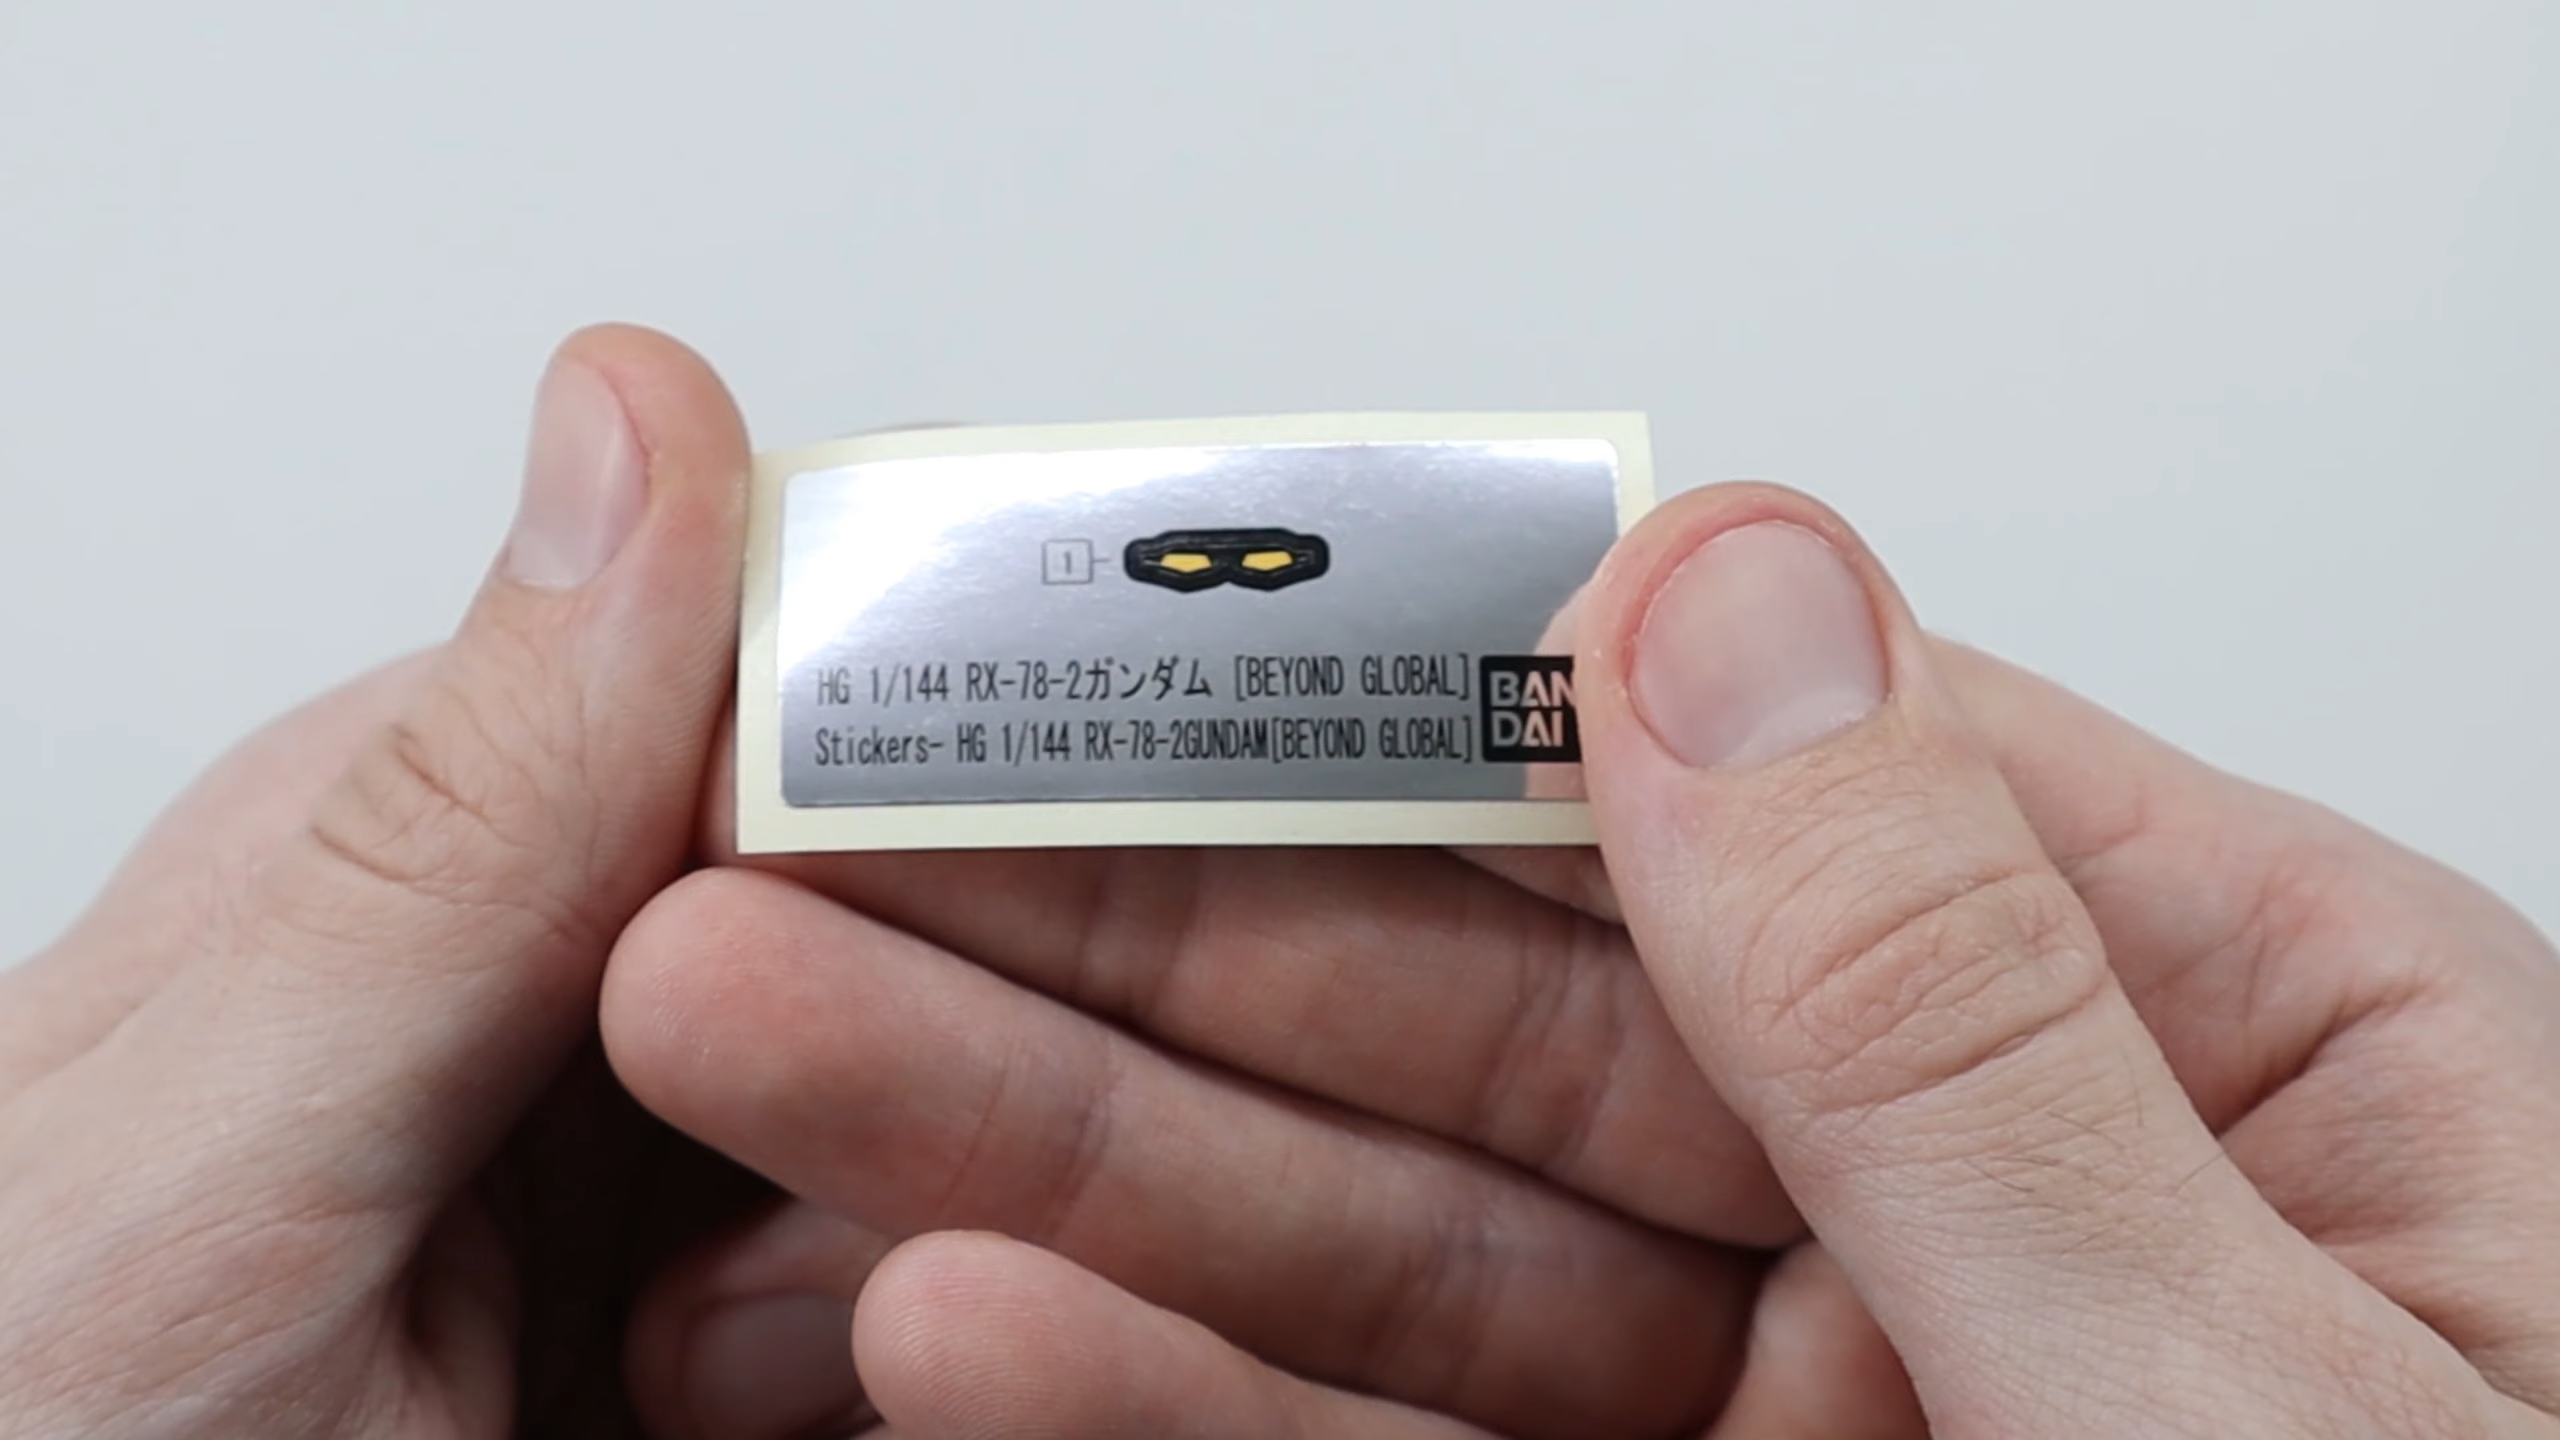 1
HG 1/144 RX-78-2ガンダム [BEYOND GLOBAL]
Stickers- HG 1/144 RX-78-2GUNDAM[BEYOND GLOBAL]
BAN
DAI